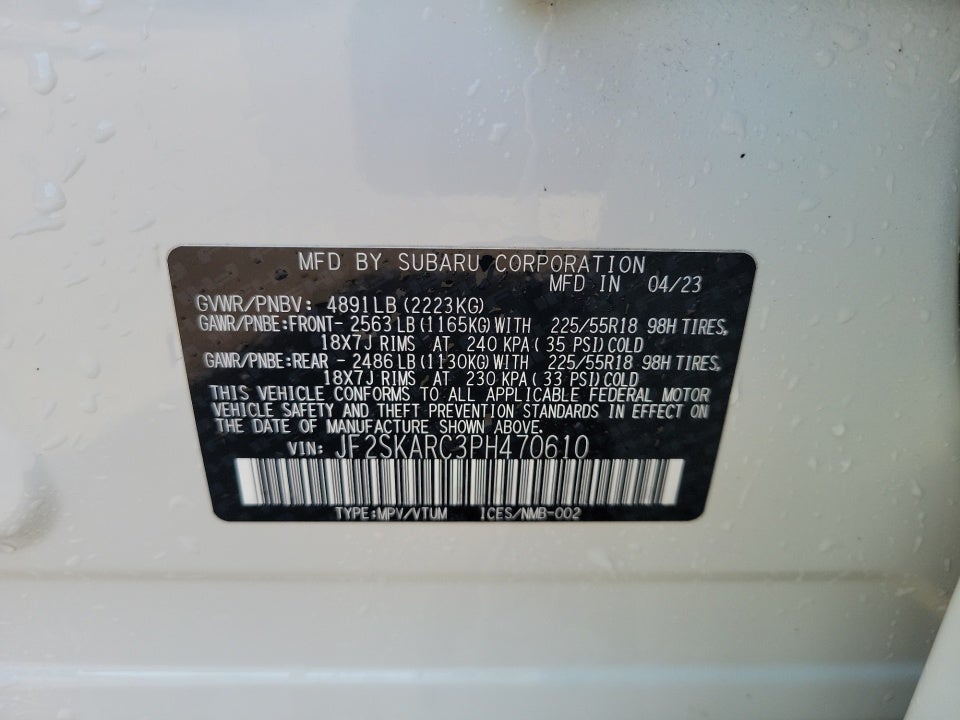 MFD BY SUBARU CORPORATION
MFD IN 04/23
GVWR/PNBV: 4891LB(2223KG)
GAWR/PNBE:FRONT- 2563LB(1165KG)WITH 225/55R18 98H TIRES,
18X7J RIMS AT 240 KPA(35 PSI)COLD
GAWR/PNBE:REAR - 2486LB(1130KG)WITH 225/55R18 98H TIRES,
18X7J RIMS AT 230 KPA(33 PSI)COLD
THIS VEHICLE CONFORMS TO ALL APPLICABLE FEDERAL MOTOR
VEHICLE SAFETY AND THEFT PREVENTION STANDARDS IN EFFECT ON
THE DATE OF MANUFACTURE SHOWN ABOVE.
VIN: JF2SKARC3PH470610
TYPE:MPV/VTUM ICES/NMB-002